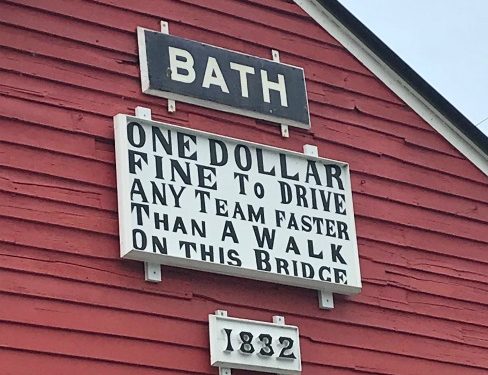 BATH
ONE DOLLAR
FINE TO DRIVE
ANY TEAM FASTER
THAN A WALK
ON THIS BRIDGE
1832